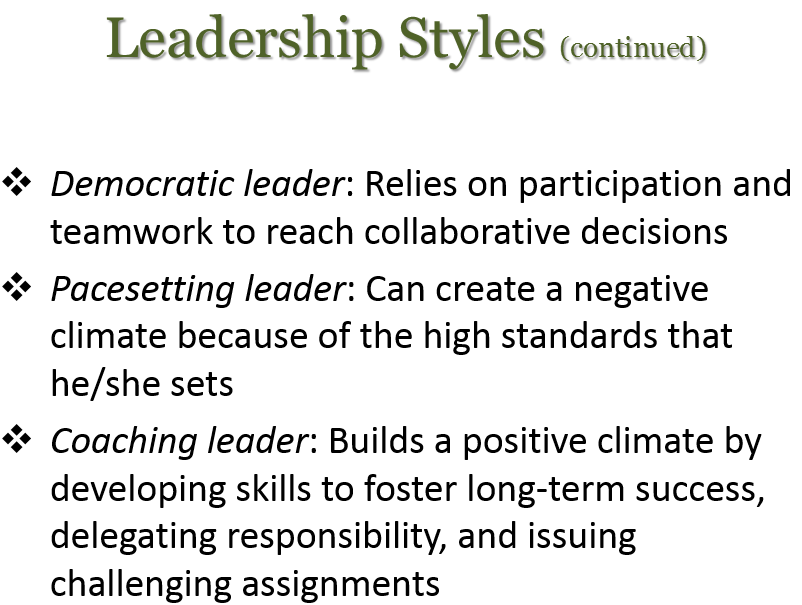 Leadership Styles (continued)
❖ Democratic leader: Relies on participation and
teamwork to reach collaborative decisions
❖ Pacesetting leader: Can create a negative
climate because of the high standards that
he/she sets
❖ Coaching leader: Builds a positive climate by
developing skills to foster long-term success,
delegating responsibility, and issuing
challenging assignments